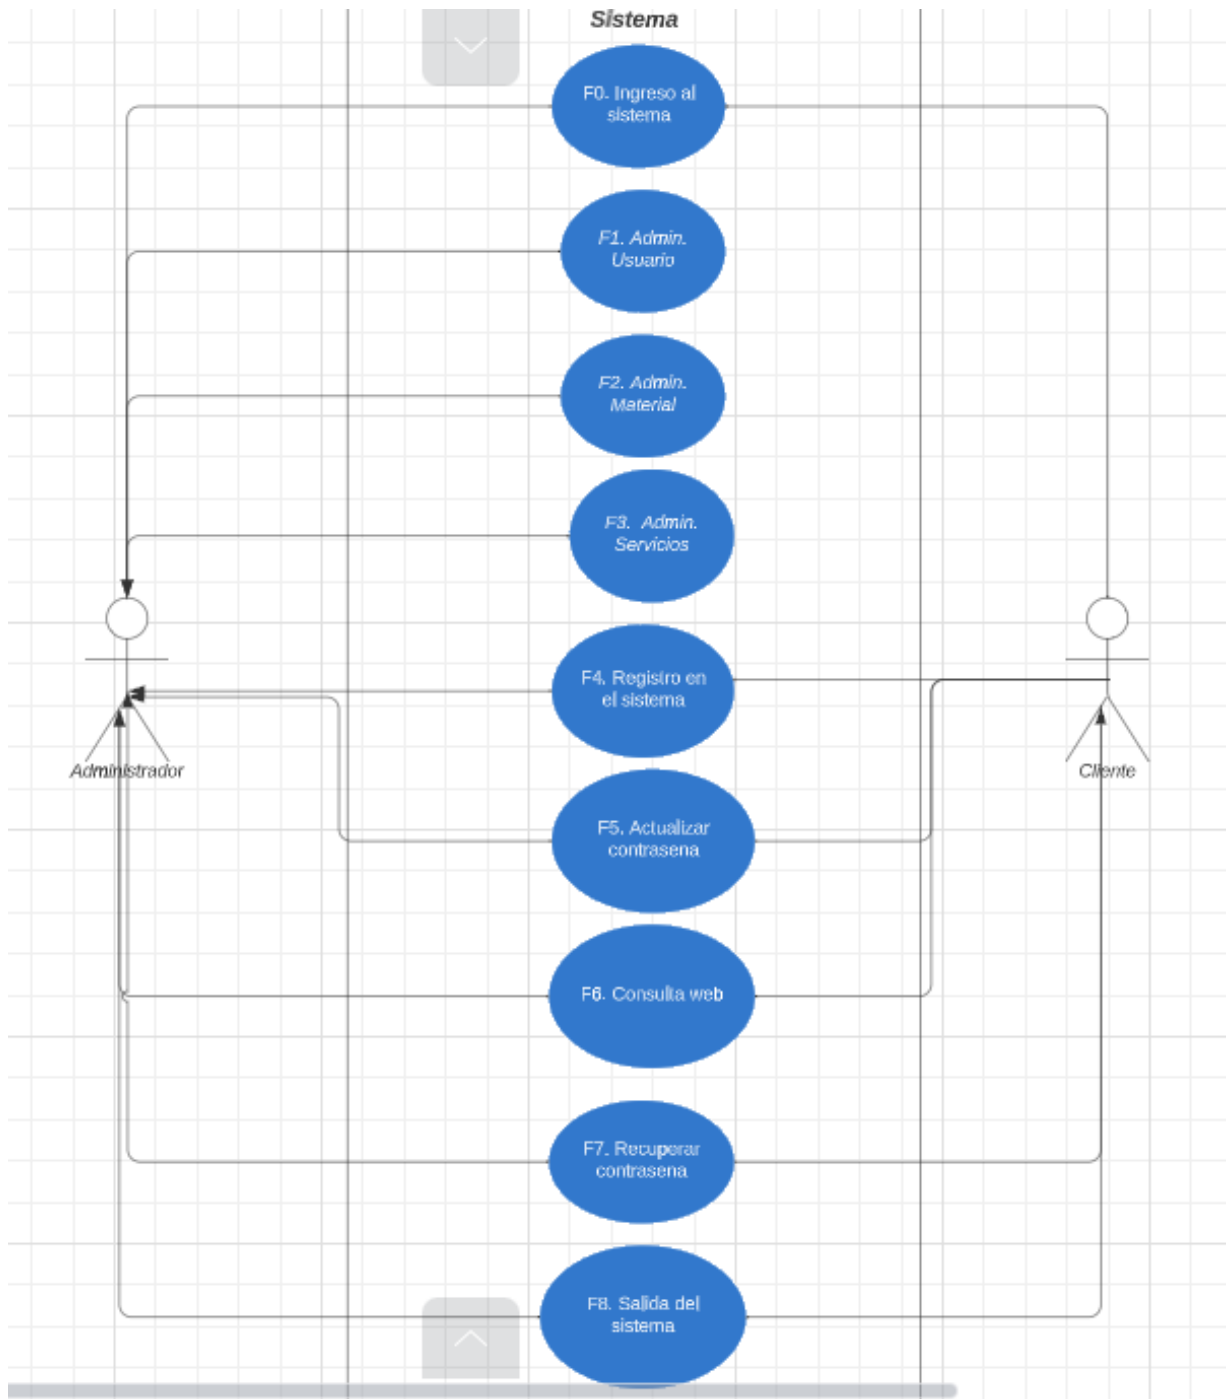 Sistema
F0. Ingreso al
sistema
F1. Admin.
Usuario
F2. Admin.
Material
F3. Admin.
Servicios
F4. Registro en
el sistema
Administrador
Cliente
F5. Actualizar
contrasena
F6. Consulta web
F7. Recuperar
contrasena
F8. Salida del
sistema